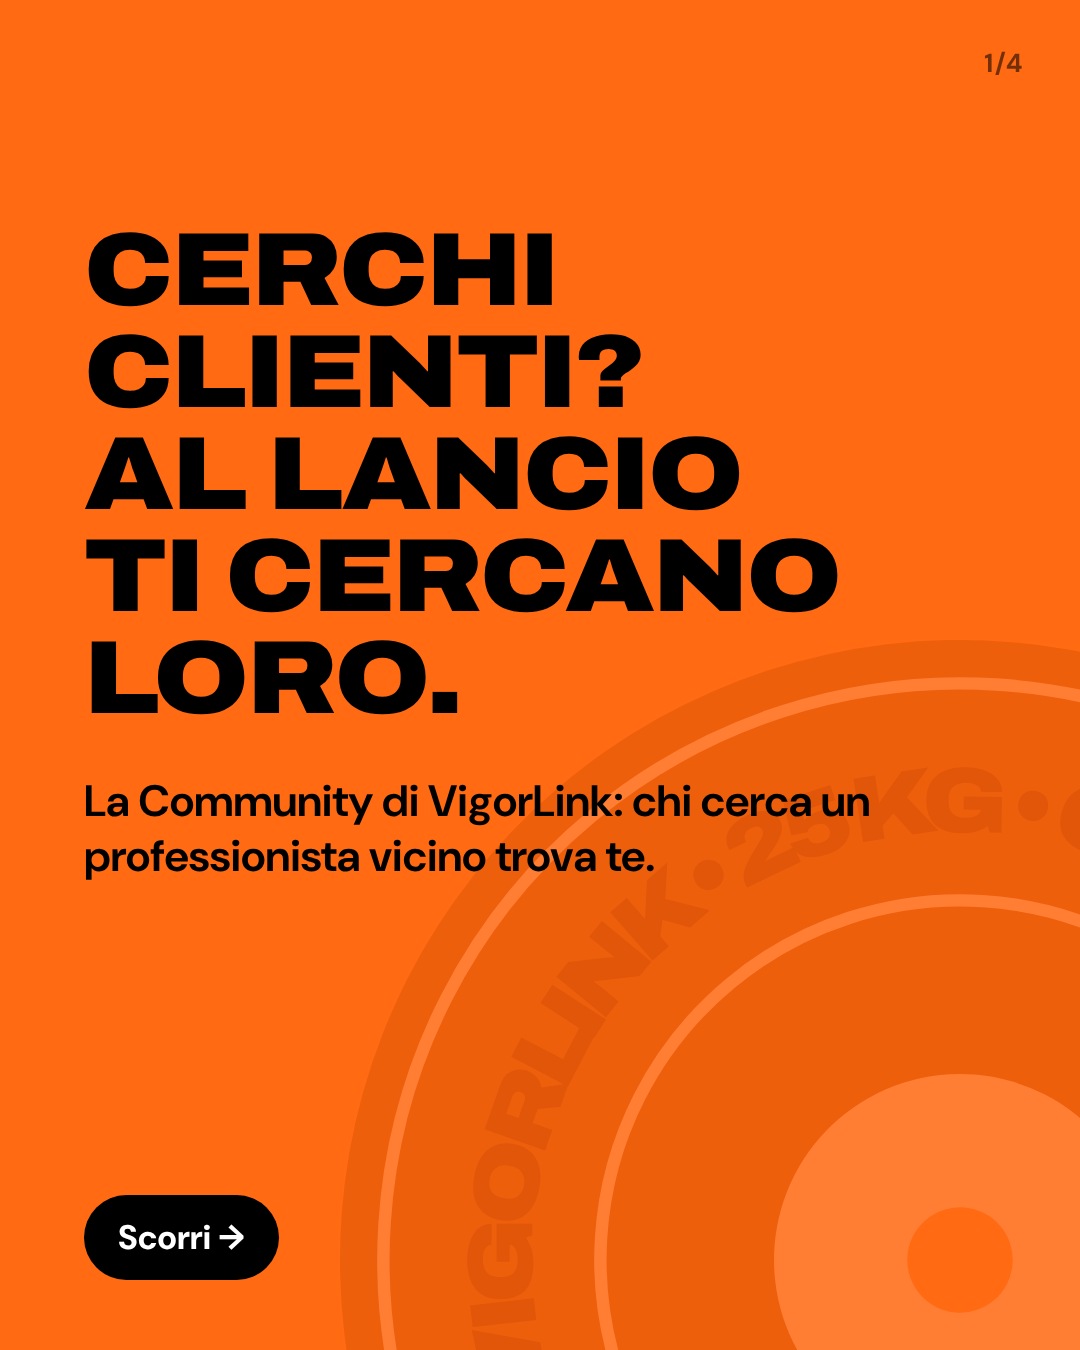 1/4
CERCHI
CLIENTI?
AL LANCIO
TI CERCANO
LORO.
La Community di VigorLink: chi cerca un
professionista vicino trova te.
VIGORLINK • 25KG •
Scorri →